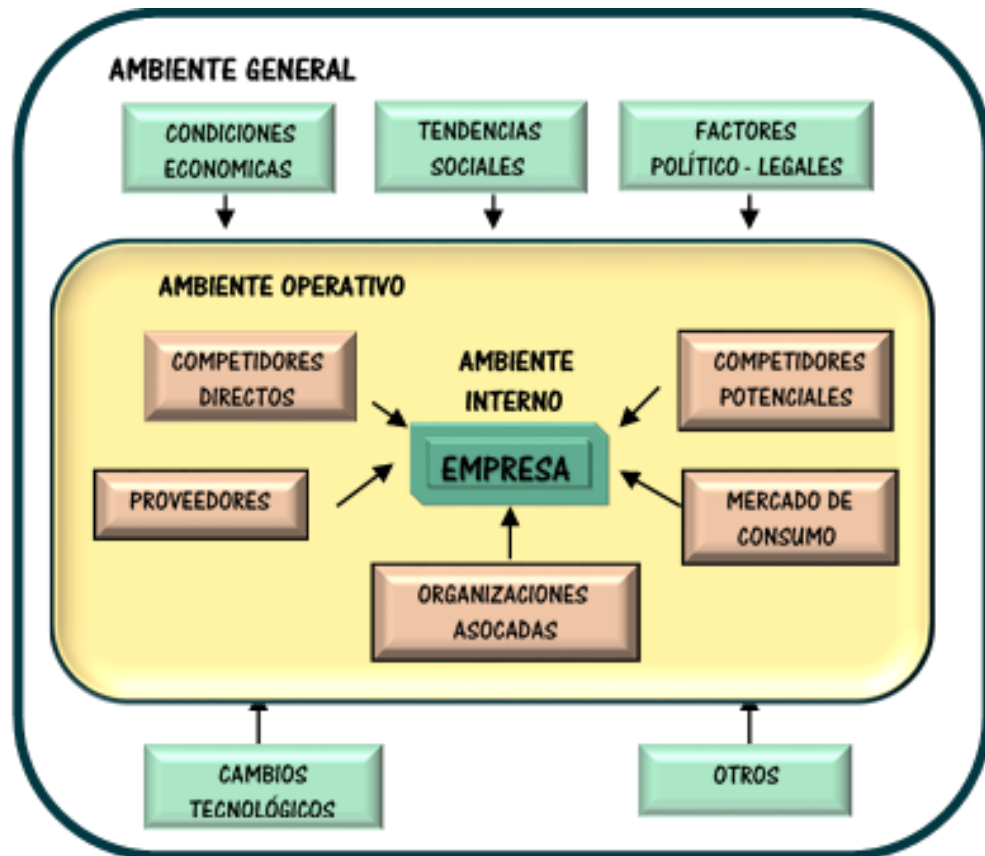 AMBIENTE GENERAL
CONDICIONES
ECONOMICAS
TENDENCIAS
SOCIALES
FACTORES
POLÍTICO - LEGALES
AMBIENTE OPERATIVO
COMPETIDORES
DIRECTOS
AMBIENTE
INTERNO
COMPETIDORES
POTENCIALES
EMPRESA
PROVEEDORES
MERCADO DE
CONSUMO
ORGANIZACIONES
ASOCADAS
CAMBIOS
TECNOLÓGICOS
OTROS